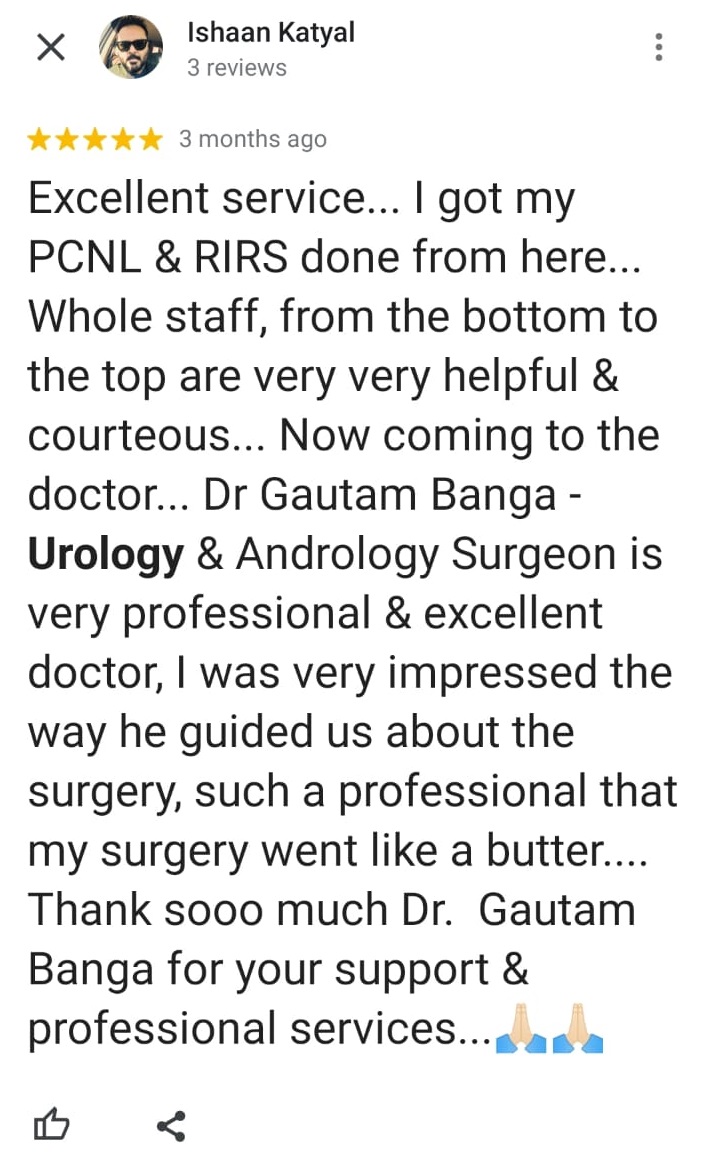 Ishaan Katyal
3 reviews
3 months ago
Excellent service... I got my
PCNL & RIRS done from here...
Whole staff, from the bottom to
the top are very very helpful &
courteous... Now coming to the
doctor... Dr Gautam Banga -
Urology & Andrology Surgeon is
very professional & excellent
doctor, I was very impressed the
way he guided us about the
surgery, such a professional that
my surgery went like a butter....
Thank sooo much Dr.  Gautam
Banga for your support &
professional services...🙏🏻🙏🏻